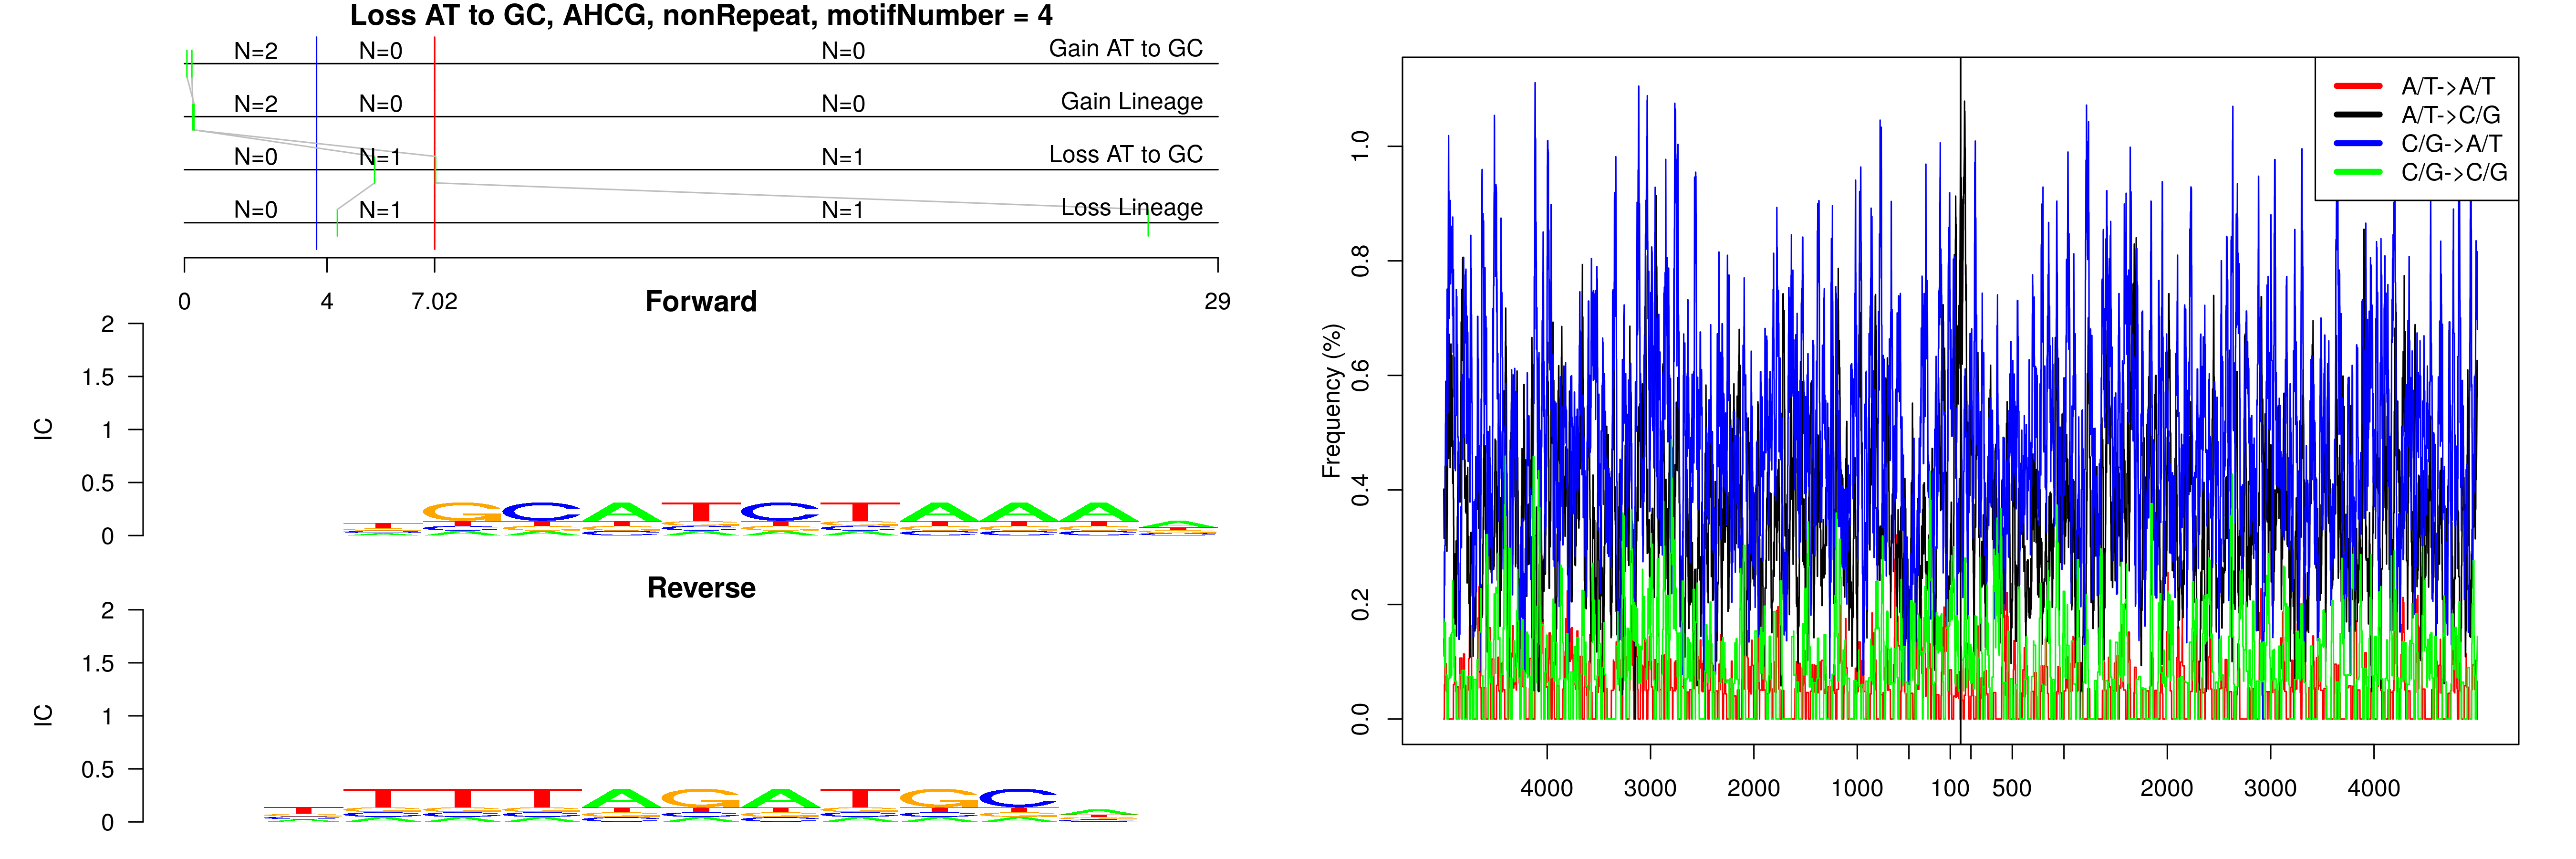 Loss AT to GC, AHCG, nonRepeat, motifNumber = 4
N=2 N=0 N=0 Gain AT to GC
N=2 N=0 N=0 Gain Lineage
N=0 N=1 N=1 Loss AT to GC
N=0 N=1 N=1 Loss Lineage
0 4 7.02 29
Forward
2
1.5
1
0.5
0
IC
TGCATCTAAAA
Reverse
2
1.5
1
0.5
0
IC
TTTTAGATGCA
A/T->A/T
A/T->C/G
C/G->A/T
C/G->C/G
Frequency (%)
1.0
0.8
0.6
0.4
0.2
0.0
4000 3000 2000 1000 100 500 2000 3000 4000